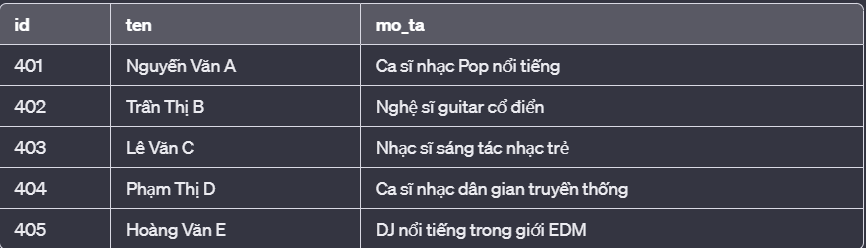 id ten mo_ta
401 Nguyễn Văn A Ca sĩ nhạc Pop nổi tiếng
402 Trần Thị B Nghệ sĩ guitar cổ điển
403 Lê Văn C Nhạc sĩ sáng tác nhạc trẻ
404 Phạm Thị D Ca sĩ nhạc dân gian truyền thống
405 Hoàng Văn E DJ nổi tiếng trong giới EDM